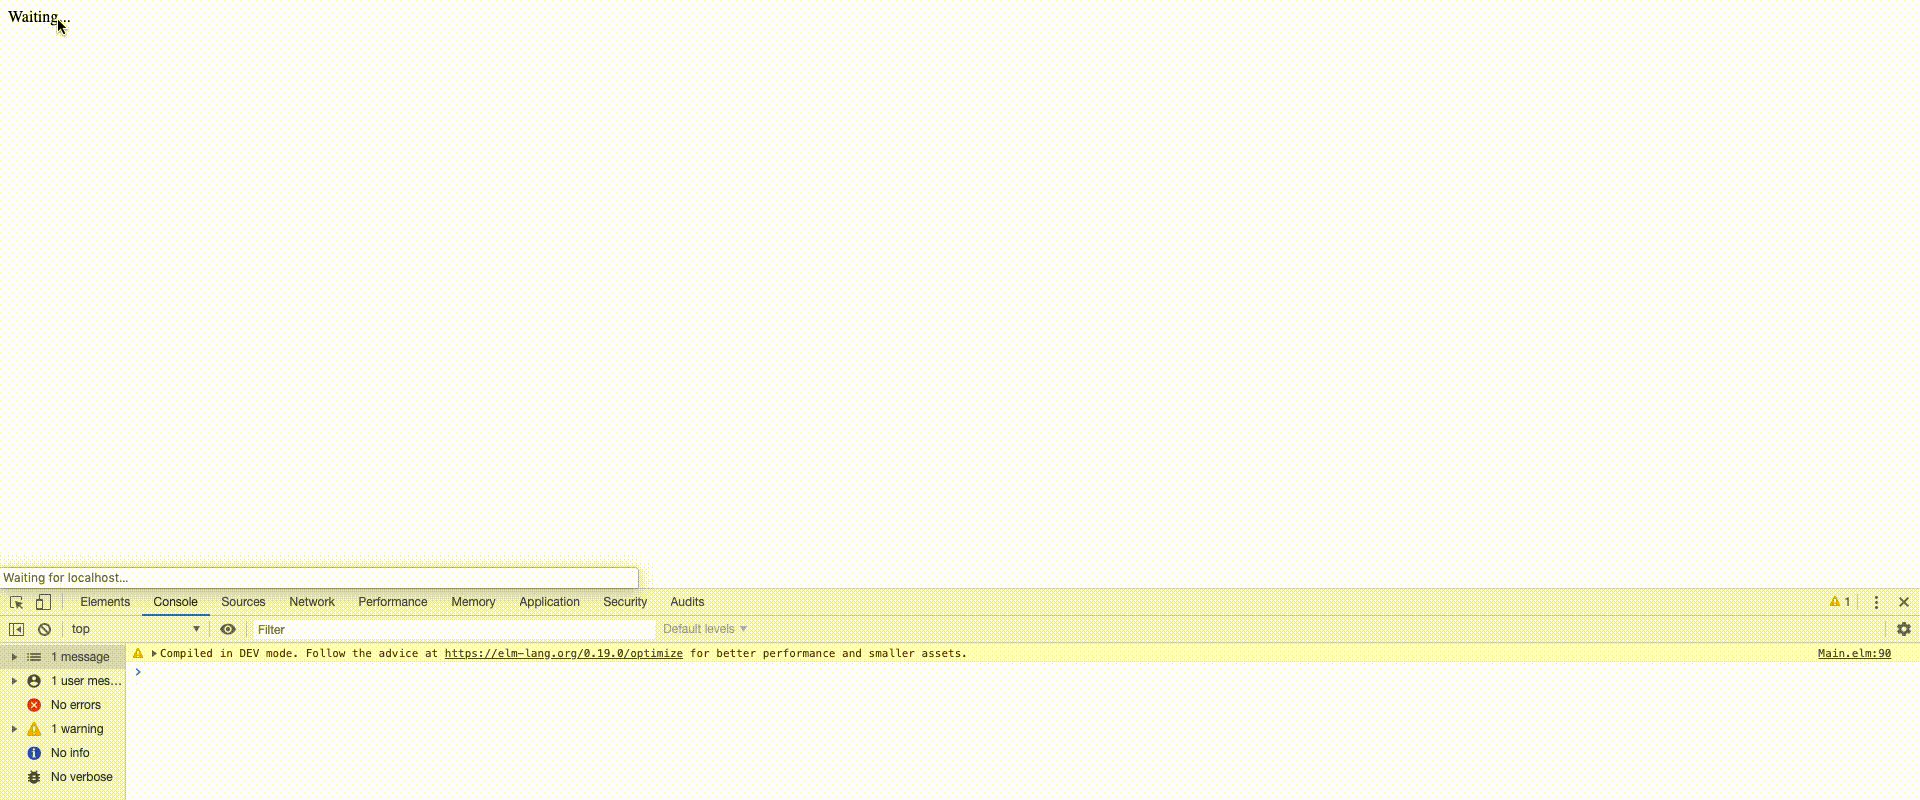 Waiting...
Waiting for localhost...
Elements Console Sources Network Performance Memory Application Security Audits 1
top Filter Default levels
1 message
Compiled in DEV mode. Follow the advice at https://elm-lang.org/0.19.0/optimize for better performance and smaller assets. Main.elm:90
1 user mes...
No errors
1 warning
No info
No verbose